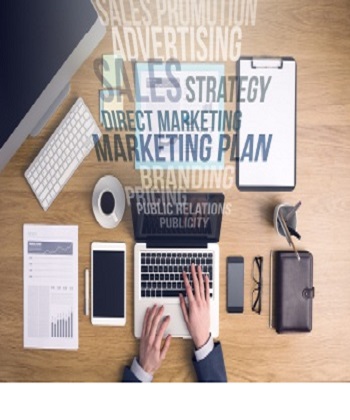 SALES PROMOTION
ADVERTISING
SALES STRATEGY
DIRECT MARKETING
MARKETING PLAN
BRANDING
PRICING
PUBLIC RELATIONS
PUBLICITY